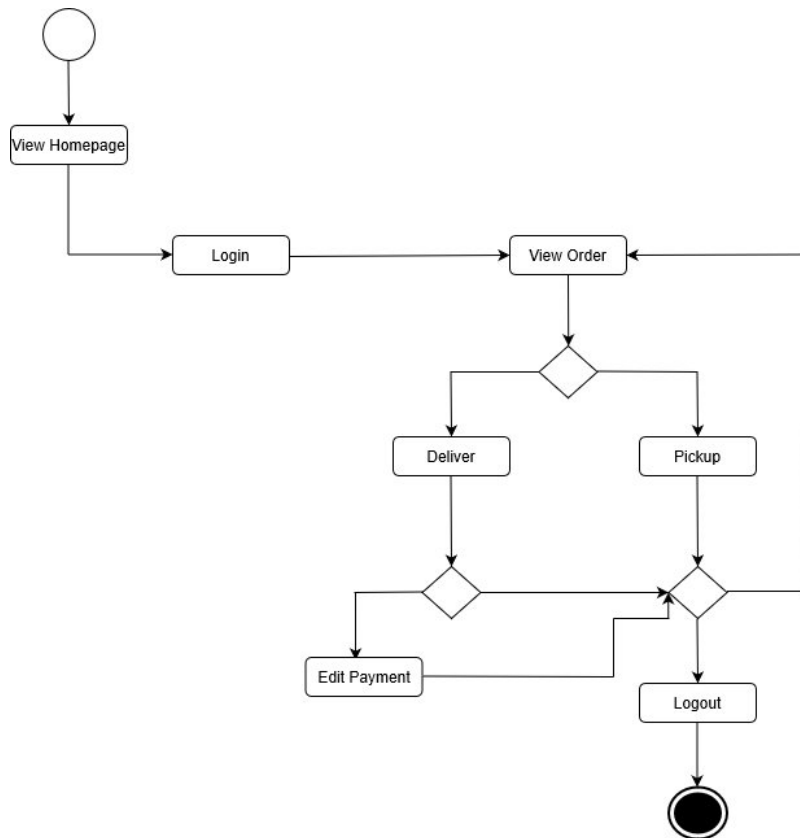 View Homepage
Login
View Order
Deliver
Pickup
Edit Payment
Logout